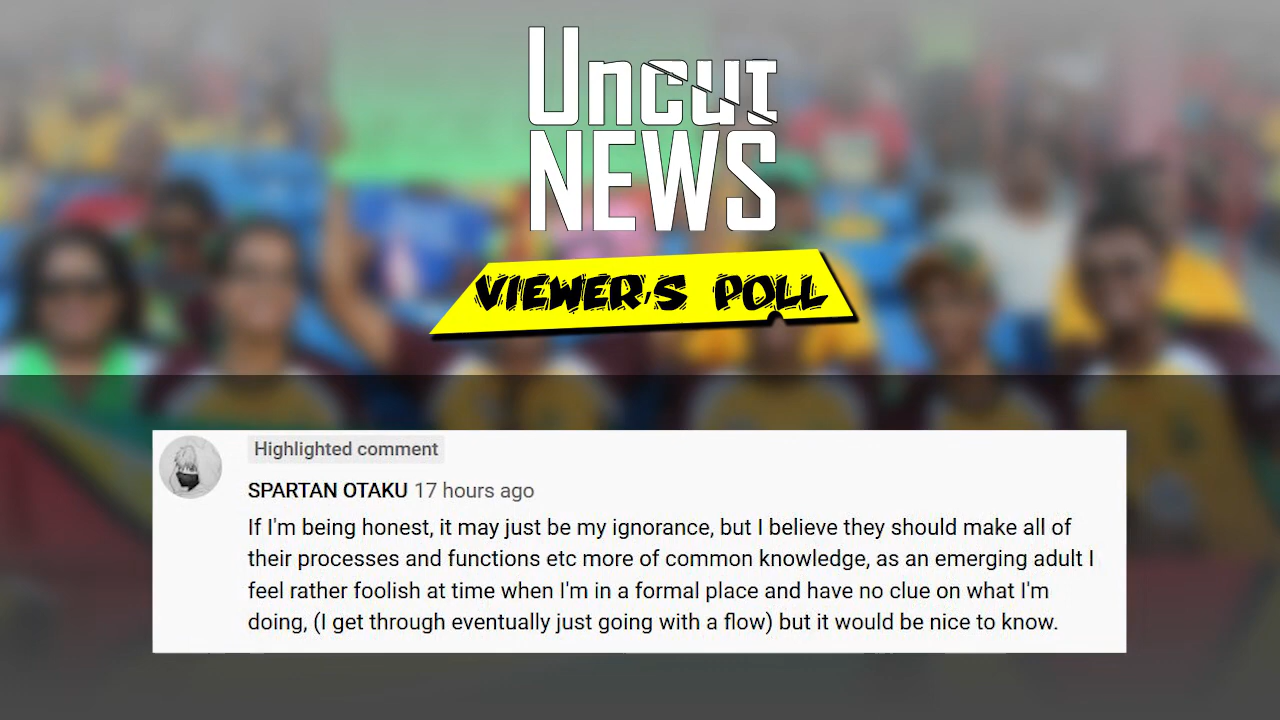 Uncut
NEWS
VIEWER'S POLL
Highlighted comment
SPARTAN OTAKU 17 hours ago
If I'm being honest, it may just be my ignorance, but I believe they should make all of
their processes and functions etc more of common knowledge, as an emerging adult I
feel rather foolish at time when I'm in a formal place and have no clue on what I'm
doing, (I get through eventually just going with a flow) but it would be nice to know.